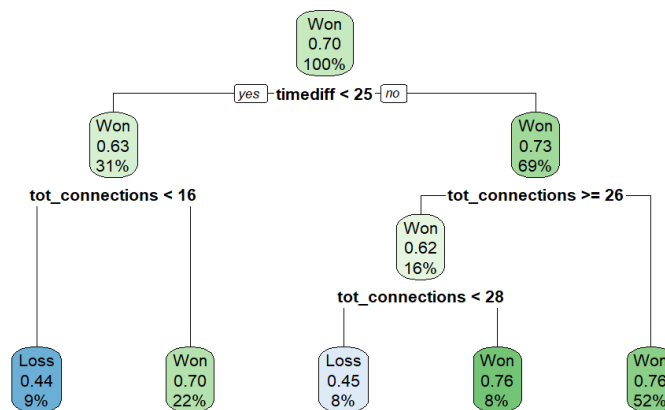 Won
0.70
100%
yes timediff < 25 no
Won
0.63
31%
Won
0.73
69%
tot_connections < 16
tot_connections >= 26
Won
0.62
16%
tot_connections < 28
Loss
0.44
9%
Won
0.70
22%
Loss
0.45
8%
Won
0.76
8%
Won
0.76
52%